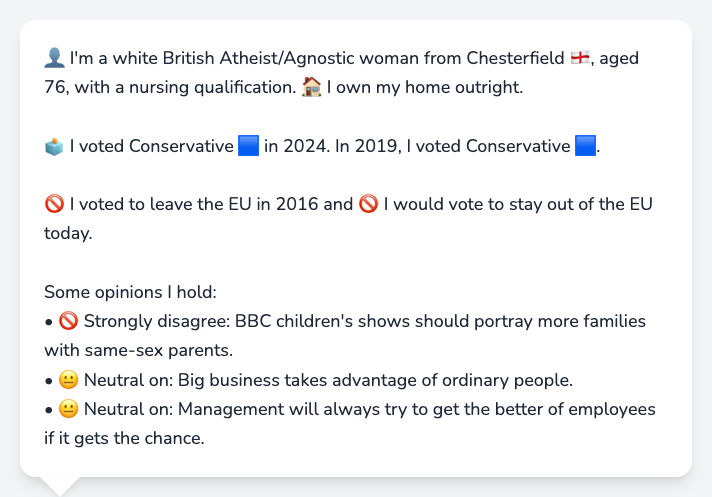 👤 I'm a white British Atheist/Agnostic woman from Chesterfield 🏴󠁧󠁢󠁥󠁮󠁧󠁿, aged
76, with a nursing qualification. 🏠 I own my home outright.
🗳️ I voted Conservative 🟦 in 2024. In 2019, I voted Conservative 🟦.
🚫 I voted to leave the EU in 2016 and 🚫 I would vote to stay out of the EU
today.
Some opinions I hold:
• 🚫 Strongly disagree: BBC children's shows should portray more families
with same-sex parents.
• 😐 Neutral on: Big business takes advantage of ordinary people.
• 😐 Neutral on: Management will always try to get the better of employees
if it gets the chance.